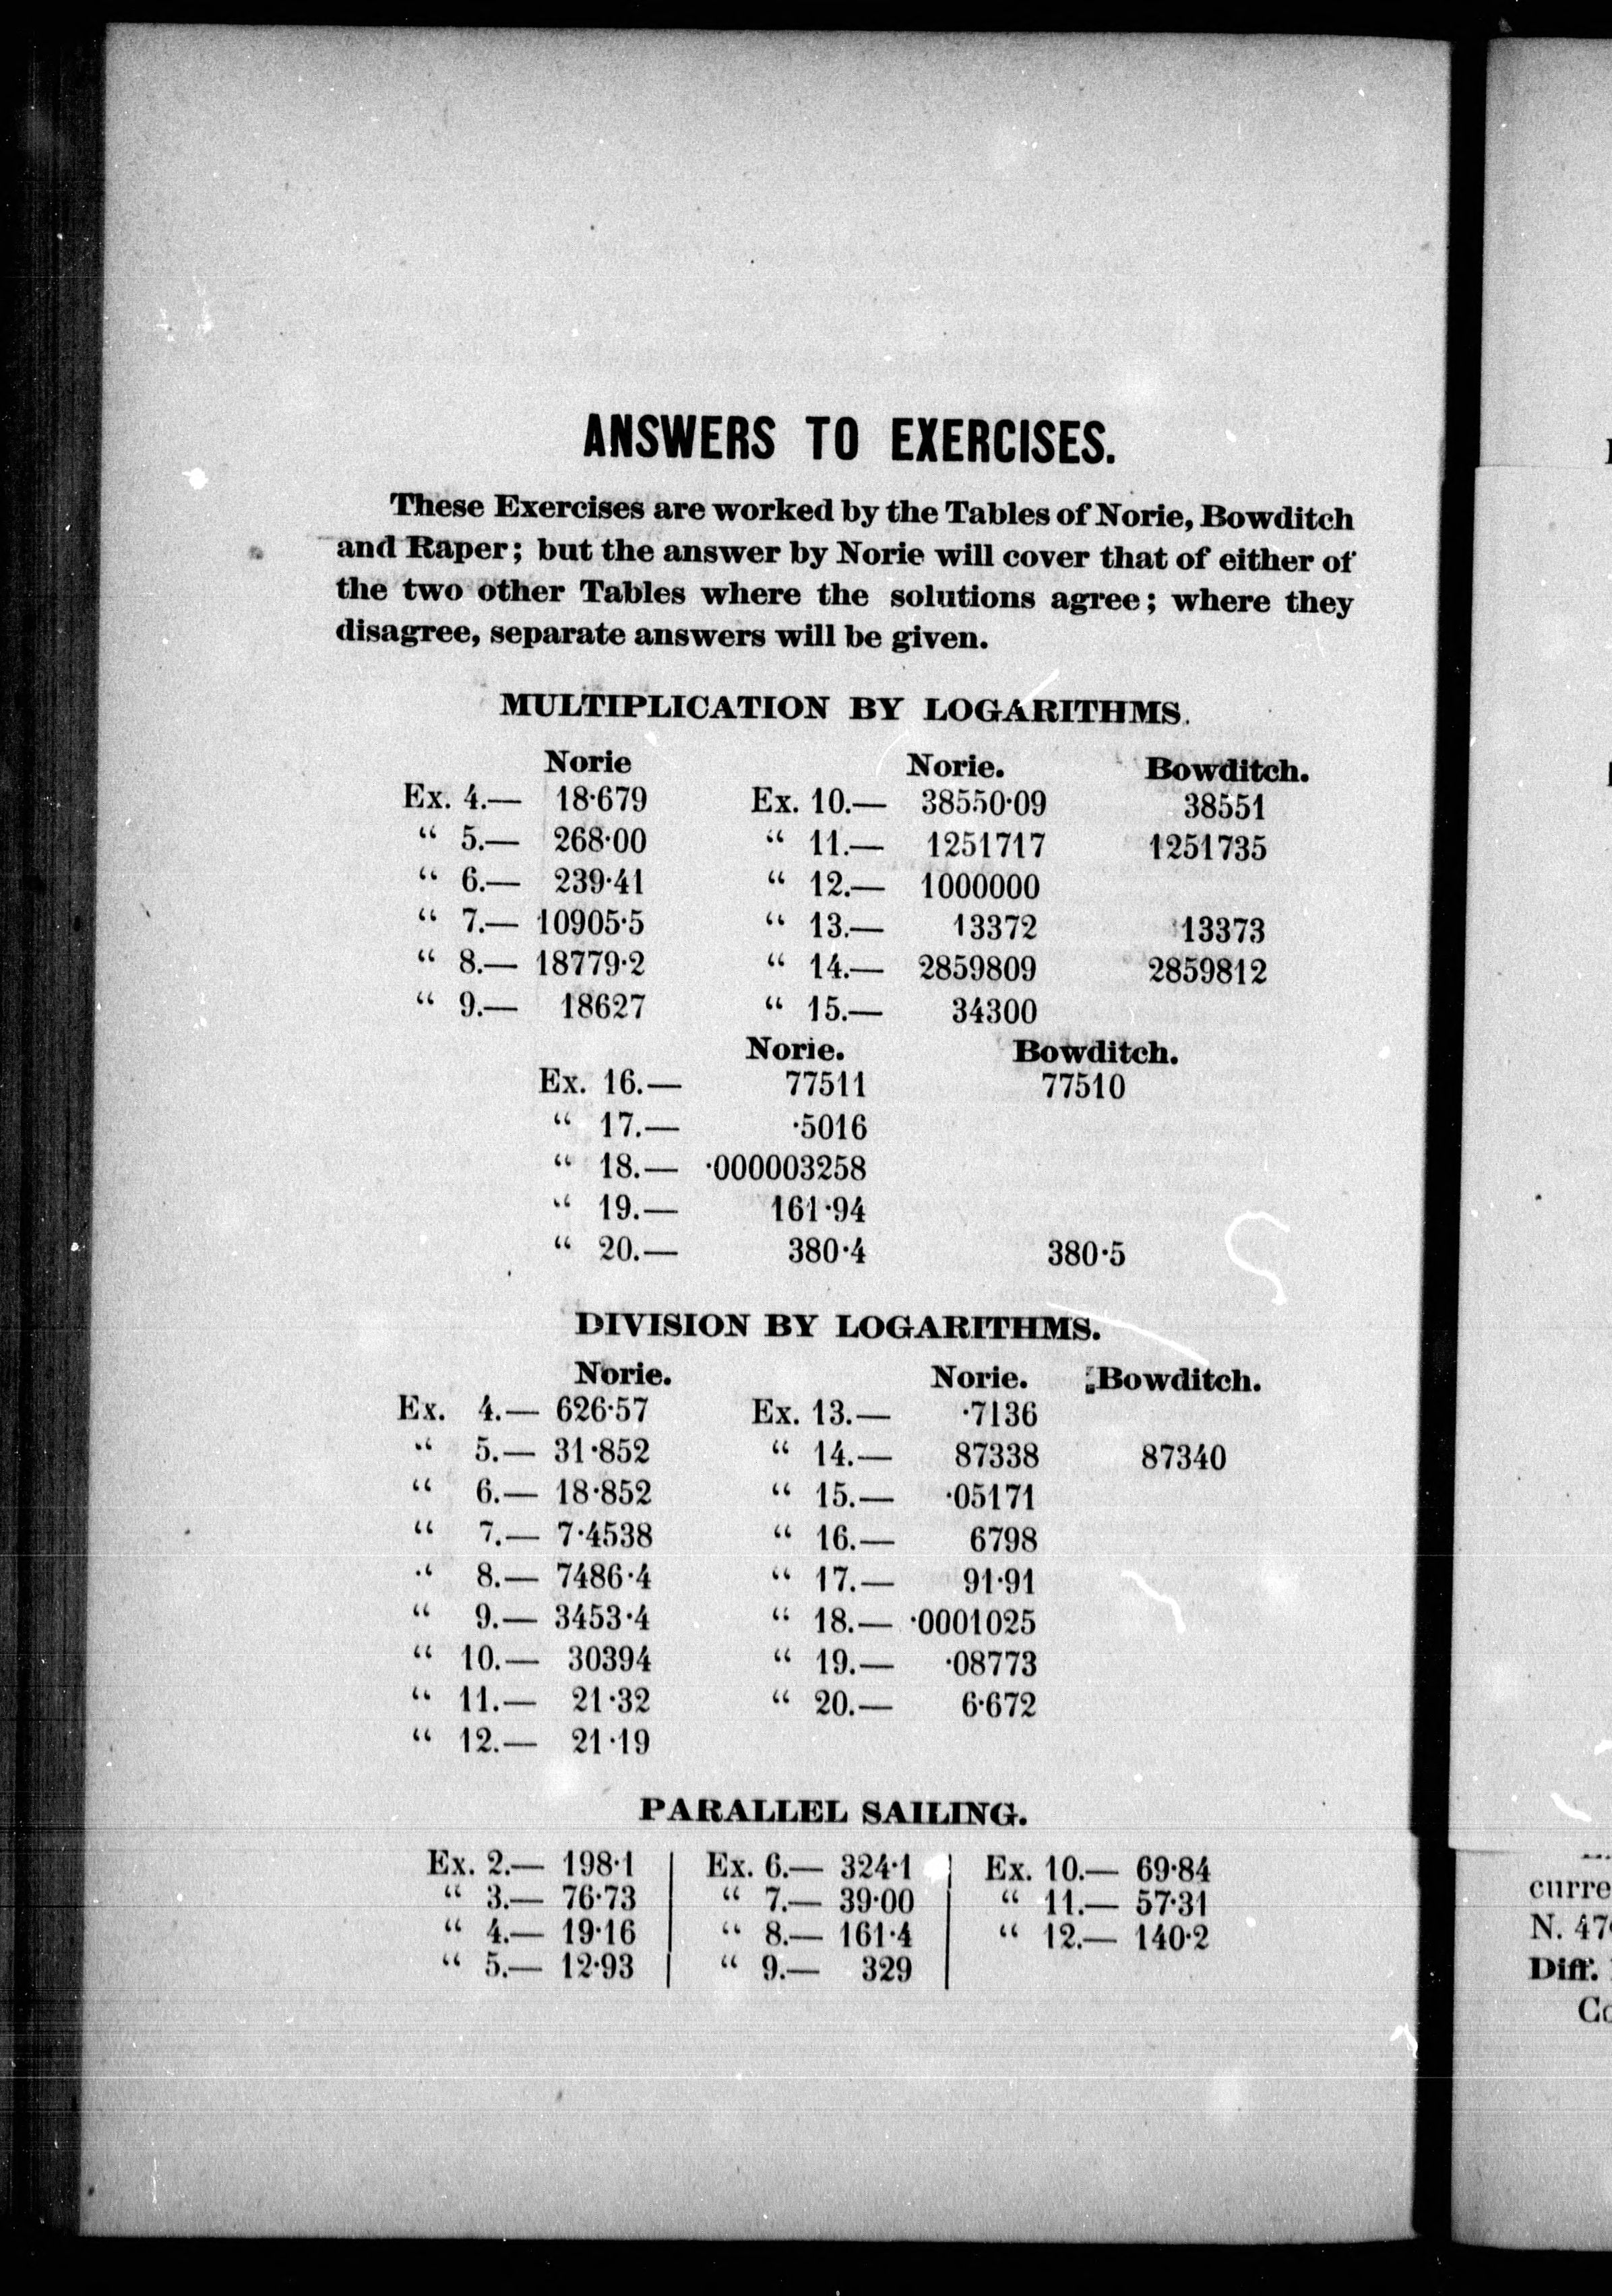 ANSWERS TO EXERCISES.
These Exercises are worked by the Tables of Norie, Bowditch
and Raper; but the answer by Norie will cover that of either of
the two other Tables where the solutions agree; where they
disagree, separate answers will be given.
MULTIPLICATION BY LOGARITHMS.
Norie Norie. Bowditch.
Ex. 4.— 18·679 Ex. 10.— 38550·09 38551
“ 5.— 268·00 “ 11.— 1251717 1251735
“ 6.— 239·41 “ 12.— 1000000
“ 7.— 10905·5 “ 13.— 13372 13373
“ 8.— 18779·2 “ 14.— 2859809 2859812
“ 9.— 18627 “ 15.— 34300
Norie. Bowditch.
Ex. 16.— 77511 77510
“ 17.— ·5016
“ 18.— ·000003258
“ 19.— 161·94
“ 20.— 380·4 380·5
DIVISION BY LOGARITHMS.
Norie. Norie. Bowditch.
Ex. 4.— 626·57 Ex. 13.— ·7136
“ 5.— 31·852 “ 14.— 87338 87340
“ 6.— 18·852 “ 15.— ·05171
“ 7.— 7·4538 “ 16.— 6798
“ 8.— 7486·4 “ 17.— 91·91
“ 9.— 3453·4 “ 18.— ·0001025
“ 10.— 30394 “ 19.— ·08773
“ 11.— 21·32 “ 20.— 6·672
“ 12.— 21·19
PARALLEL SAILING.
Ex. 2.— 198·1 Ex. 6.— 324·1 Ex. 10.— 69·84
“ 3.— 76·73 “ 7.— 39·00 “ 11.— 57·31
“ 4.— 19·16 “ 8.— 161·4 “ 12.— 140·2
“ 5.— 12·93 “ 9.— 329
curre
N. 47
Diff.
Co